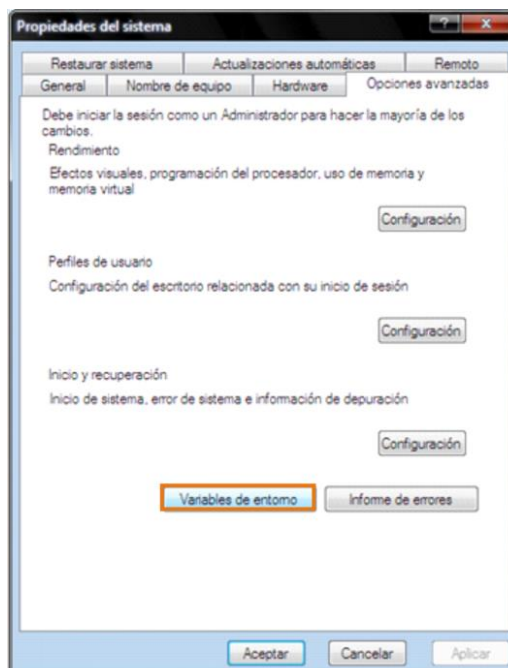 Propiedades del sistema
?
x
Restaurar sistema
Actualizaciones automáticas
Remoto
General
Nombre de equipo
Hardware
Opciones avanzadas
Debe iniciar la sesión como un Administrador para hacer la mayoría de los
cambios.
Rendimiento
Efectos visuales, programación del procesador, uso de memoria y
memoria virtual
Configuración
Perfiles de usuario
Configuración del escritorio relacionada con su inicio de sesión
Configuración
Inicio y recuperación
Inicio de sistema, error de sistema e información de depuración
Configuración
Variables de entorno
Informe de errores
Aceptar
Cancelar
Aplicar